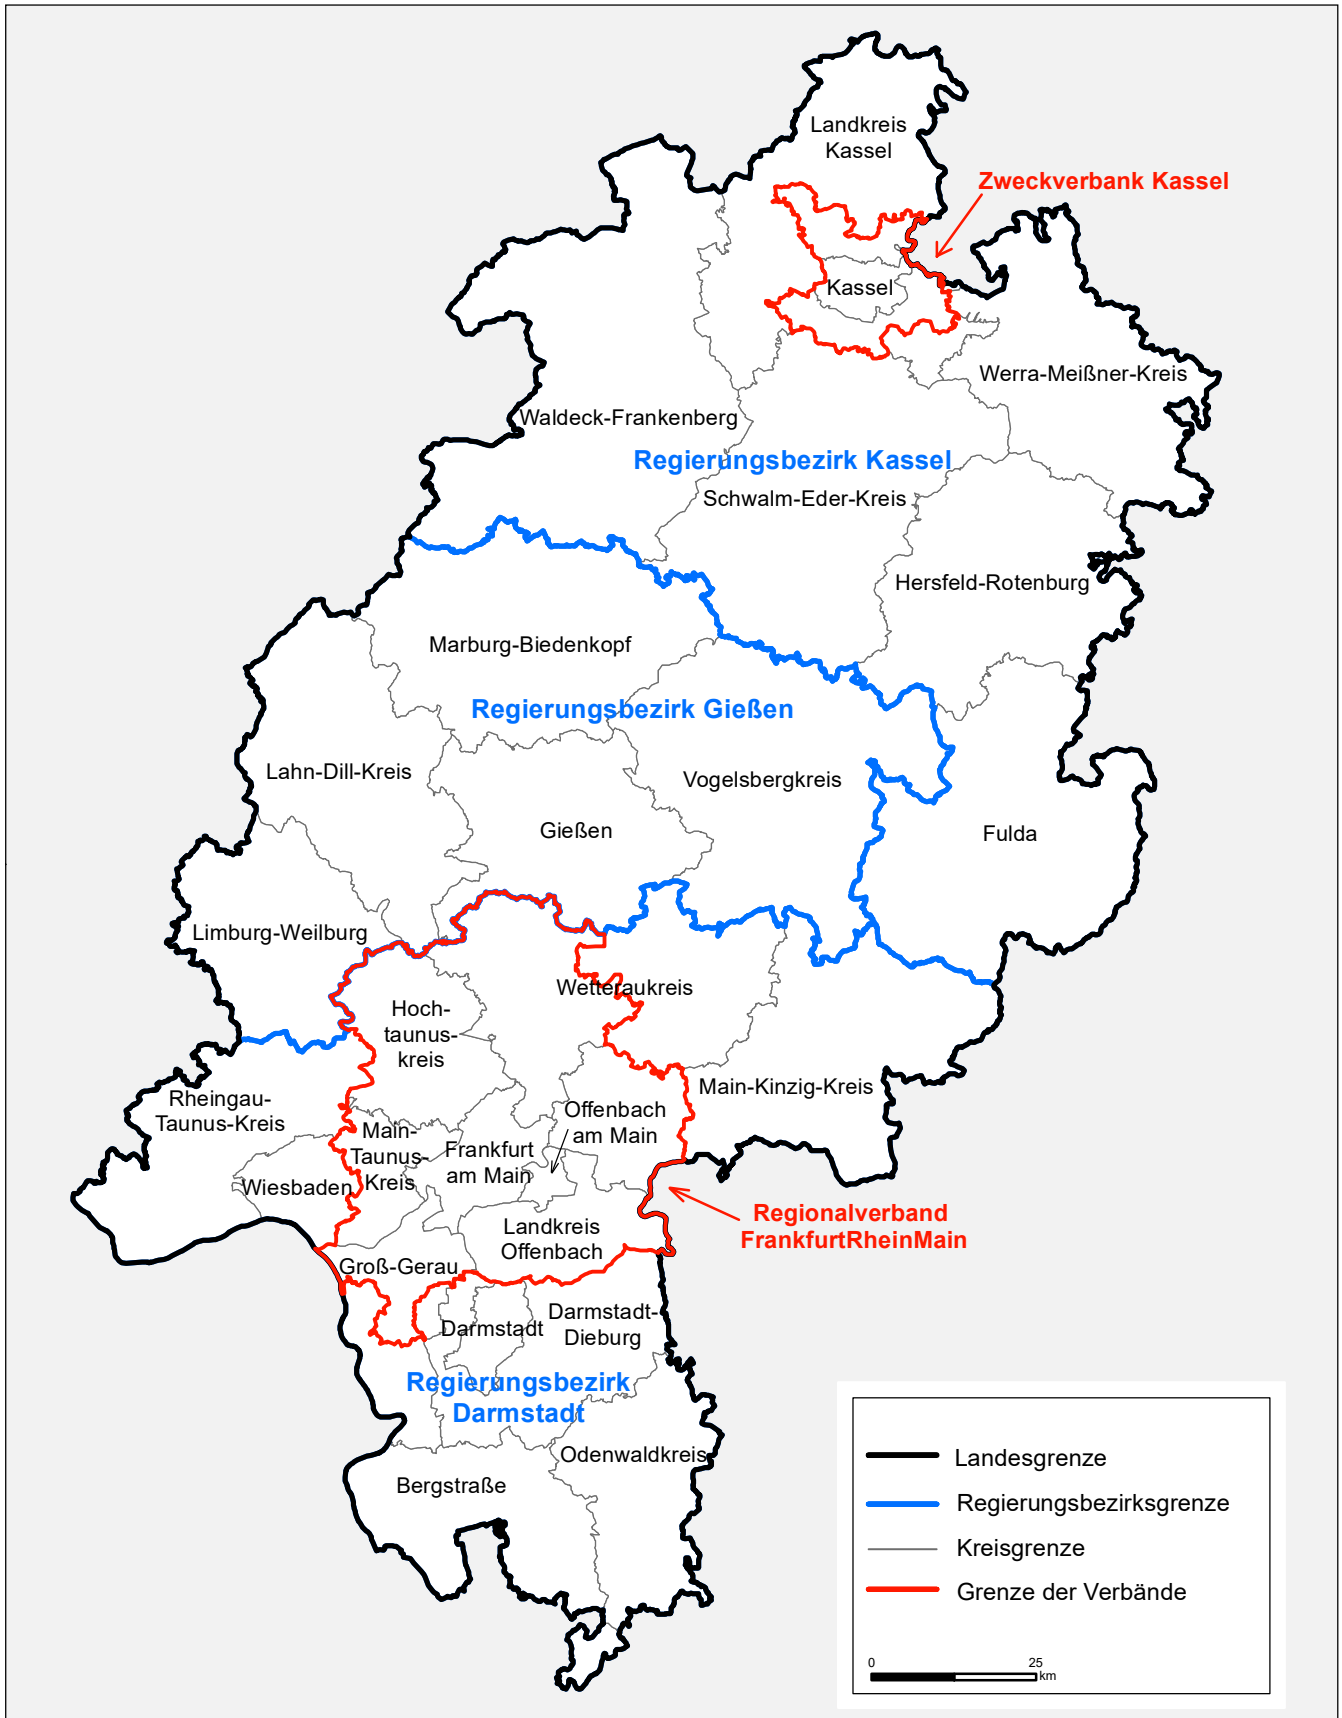 Landkreis
Kassel
Zweckverbank Kassel
Kassel
Werra-Meißner-Kreis
Waldeck-Frankenberg
Regierungsbezirk Kassel
Schwalm-Eder-Kreis
Hersfeld-Rotenburg
Marburg-Biedenkopf
Regierungsbezirk Gießen
Lahn-Dill-Kreis
Vogelsbergkreis
Gießen
Fulda
Limburg-Weilburg
Wetteraukreis
Hoch-
taunus-
kreis
Main-Kinzig-Kreis
Rheingau-
Taunus-Kreis
Offenbach
am Main
Main-
Taunus-
Kreis
Frankfurt
am Main
Wiesbaden
Regionalverband
FrankfurtRheinMain
Landkreis
Offenbach
Groß-Gerau
Darmstadt-
Dieburg
Darmstadt
Regierungsbezirk
Darmstadt
Odenwaldkreis
Bergstraße
Landesgrenze
Regierungsbezirksgrenze
Kreisgrenze
Grenze der Verbände
0 25
km